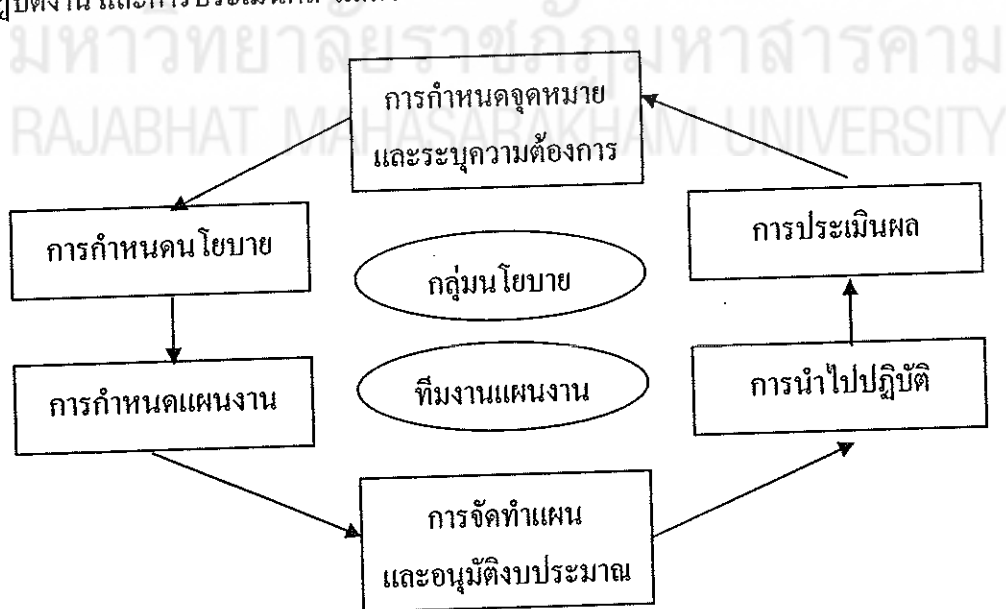 มหาวิทยาลัยราชภัฏมหาสารคาม
RAJABHAT MAHASARAKHAM UNIVERSITY
การกำหนดจุดหมาย
และระบุความต้องการ
การกำหนดนโยบาย
การประเมินผล
กลุ่มนโยบาย
การกำหนดแผนงาน
ทีมงานแผนงาน
การนำไปปฏิบัติ
การจัดทำแผน
และอนุมัติงบประมาณ